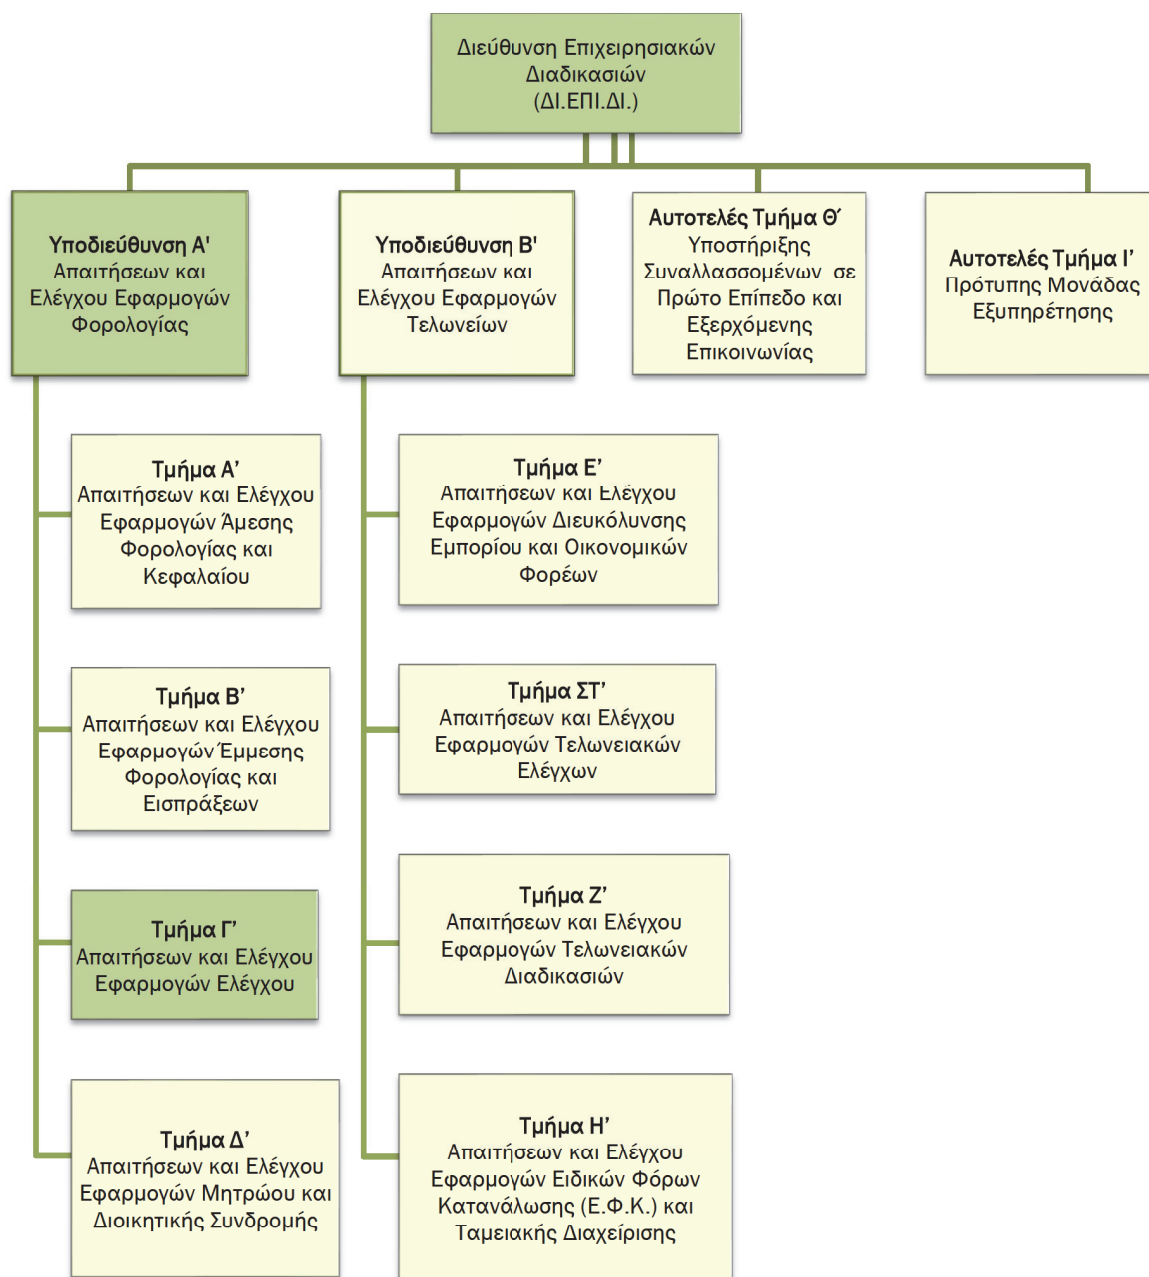 Διεύθυνση Επιχειρησιακών
Διαδικασιών
(ΔΙ.ΕΠΙ.ΔΙ.)
Υποδιεύθυνση Α'
Απαιτήσεων και
Ελέγχου Εφαρμογών
Φορολογίας
Υποδιεύθυνση Β'
Απαιτήσεων και
Ελέγχου Εφαρμογών
Τελωνείων
Αυτοτελές Τμήμα Θ΄
Υποστήριξης
Συναλλασσομένων σε
Πρώτο Επίπεδο και
Εξερχόμενης
Επικοινωνίας
Αυτοτελές Τμήμα Ι’
Πρότυπης Μονάδας
Εξυπηρέτησης
Τμήμα Α’
Απαιτήσεων και Ελέγχου
Εφαρμογών Άμεσης
Φορολογίας και
Κεφαλαίου
Τμήμα Β’
Απαιτήσεων και Ελέγχου
Εφαρμογών Έμμεσης
Φορολογίας και
Εισπράξεων
Τμήμα Γ’
Απαιτήσεων και Ελέγχου
Εφαρμογών Ελέγχου
Τμήμα Δ’
Απαιτήσεων και Ελέγχου
Εφαρμογών Μητρώου και
Διοικητικής Συνδρομής
Τμήμα Ε’
Απαιτήσεων και Ελέγχου
Εφαρμογών Διευκόλυνσης
Εμπορίου και Οικονομικών
Φορέων
Τμήμα ΣΤ’
Απαιτήσεων και Ελέγχου
Εφαρμογών Τελωνειακών
Ελέγχων
Τμήμα Ζ’
Απαιτήσεων και Ελέγχου
Εφαρμογών Τελωνειακών
Διαδικασιών
Τμήμα Η’
Απαιτήσεων και Ελέγχου
Εφαρμογών Ειδικών Φόρων
Κατανάλωσης (Ε.Φ.Κ.) και
Ταμειακής Διαχείρισης